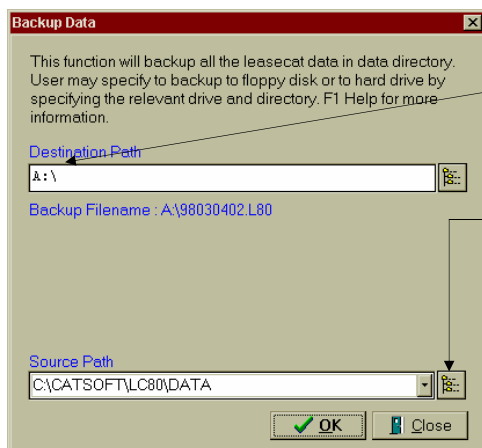 Backup Data
This function will backup all the leasecat data in data directory.
User may specify to backup to floppy disk or to hard drive by
specifying the relevant drive and directory. F1 Help for more
information.
Destination Path
A:\
Backup Filename : A:\98030402.L80
Source Path
C:\CATSOFT\LC80\DATA
OK Close